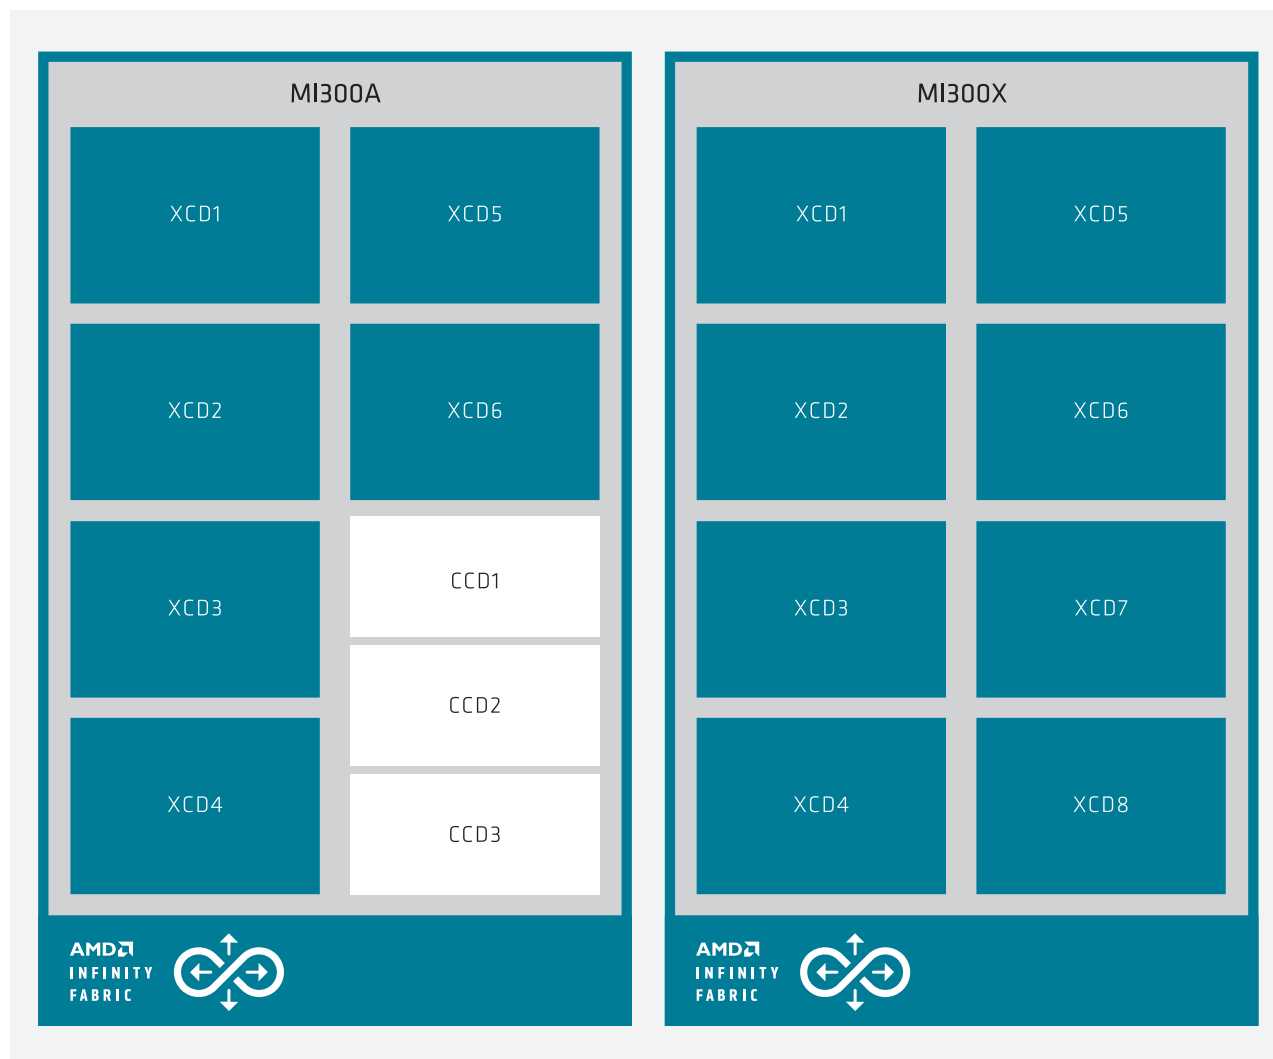 MI300A
XCD1
XCD5
XCD2
XCD6
XCD3
CCD1
CCD2
XCD4
CCD3
AMD
INFINITY
FABRIC
MI300X
XCD1
XCD5
XCD2
XCD6
XCD3
XCD7
XCD4
XCD8
AMD
INFINITY
FABRIC